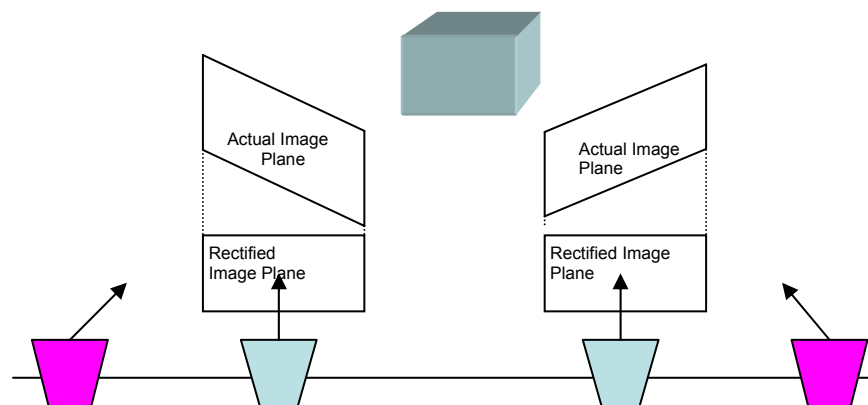 Actual Image
Plane
Actual Image
Plane
Rectified
Image Plane
Rectified Image
Plane